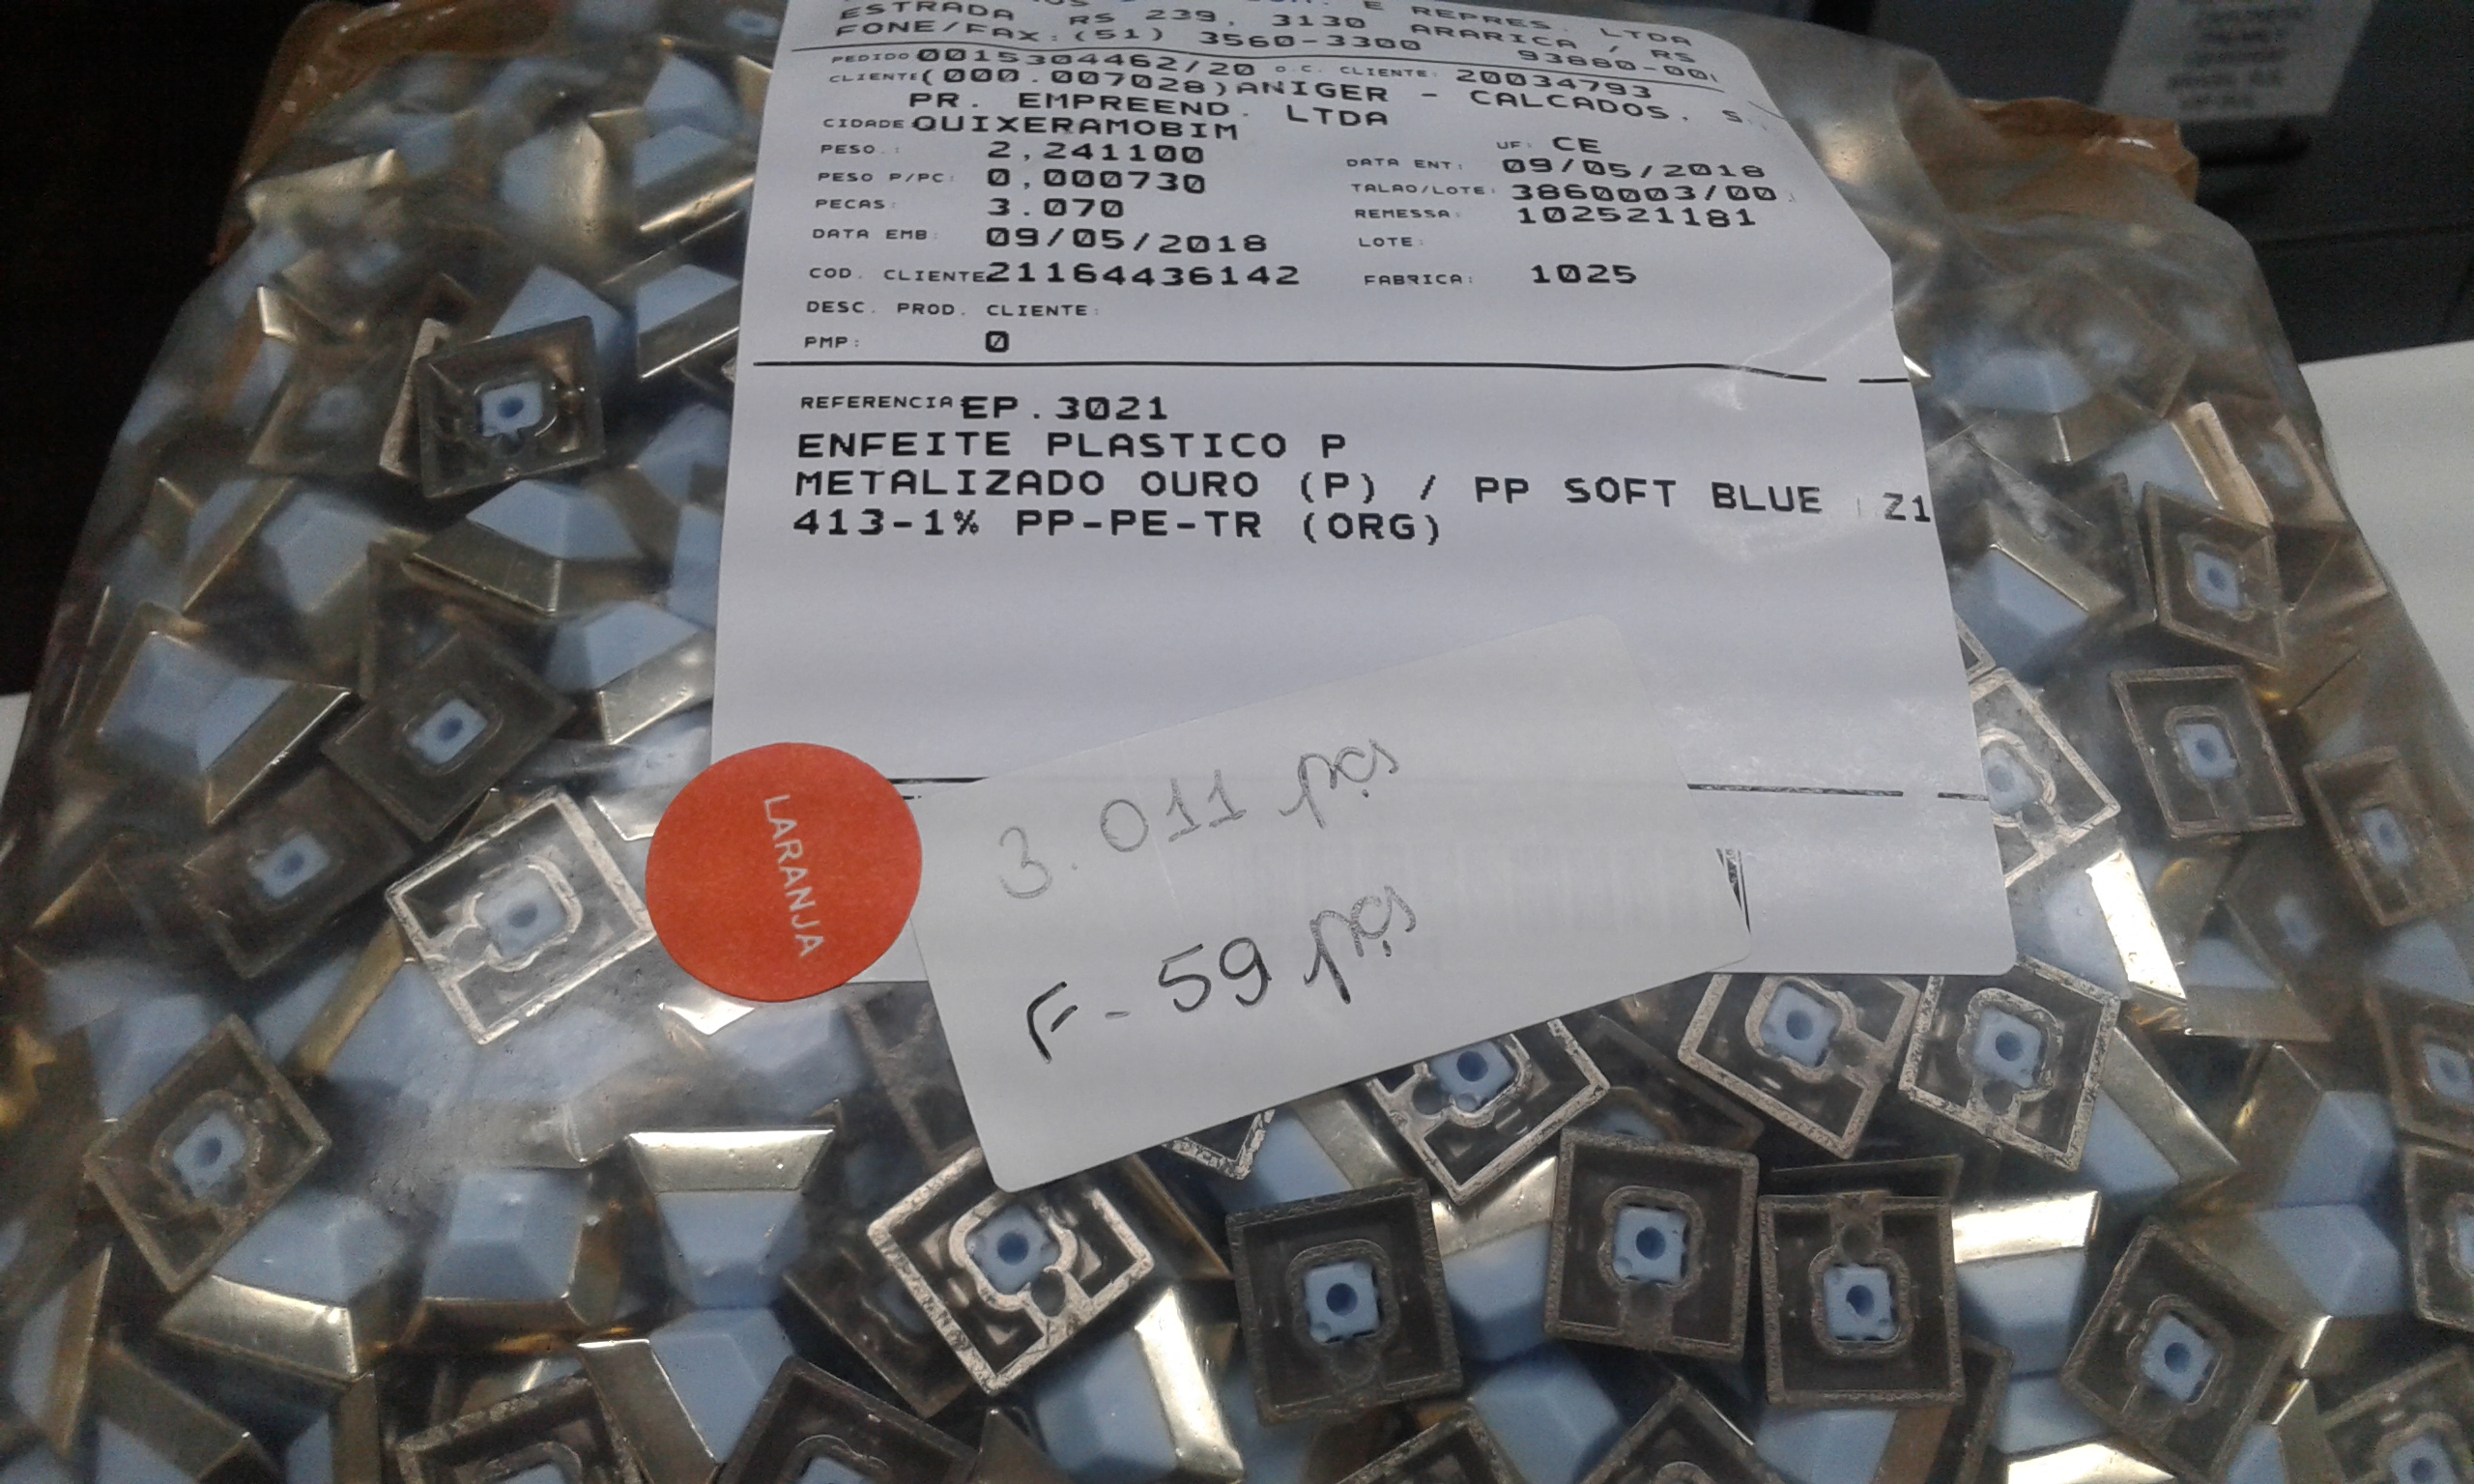 E REPRES. LTDA
ESTRADA RS 239, 3130 ARARICA / RS
FONE/FAX:(51) 3560-3300 93880-00
PEDIDO 0015304462/20 O.C. CLIENTE: 20034793
CLIENTE (000.007028)ANIGER - CALCADOS. S.
PR. EMPREEND. LTDA
CIDADE QUIXERAMOBIM UF: CE
PESO.: 2,241100 DATA ENT: 09/05/2018
PESO P/PC: 0,000730 TALAO/LOTE: 3860003/00
PECAS: 3.070 REMESSA: 102521181
DATA EMB: 09/05/2018 LOTE:
COD. CLIENTE 21164436142 FABRICA: 1025
DESC. PROD. CLIENTE:
PMP: 0
REFERENCIA EP.3021
ENFEITE PLASTICO P
METALIZADO OURO (P) / PP SOFT BLUE Z1
413-1% PP-PE-TR (ORG)
LARANJA
3.011 pçs
F-59 pçs